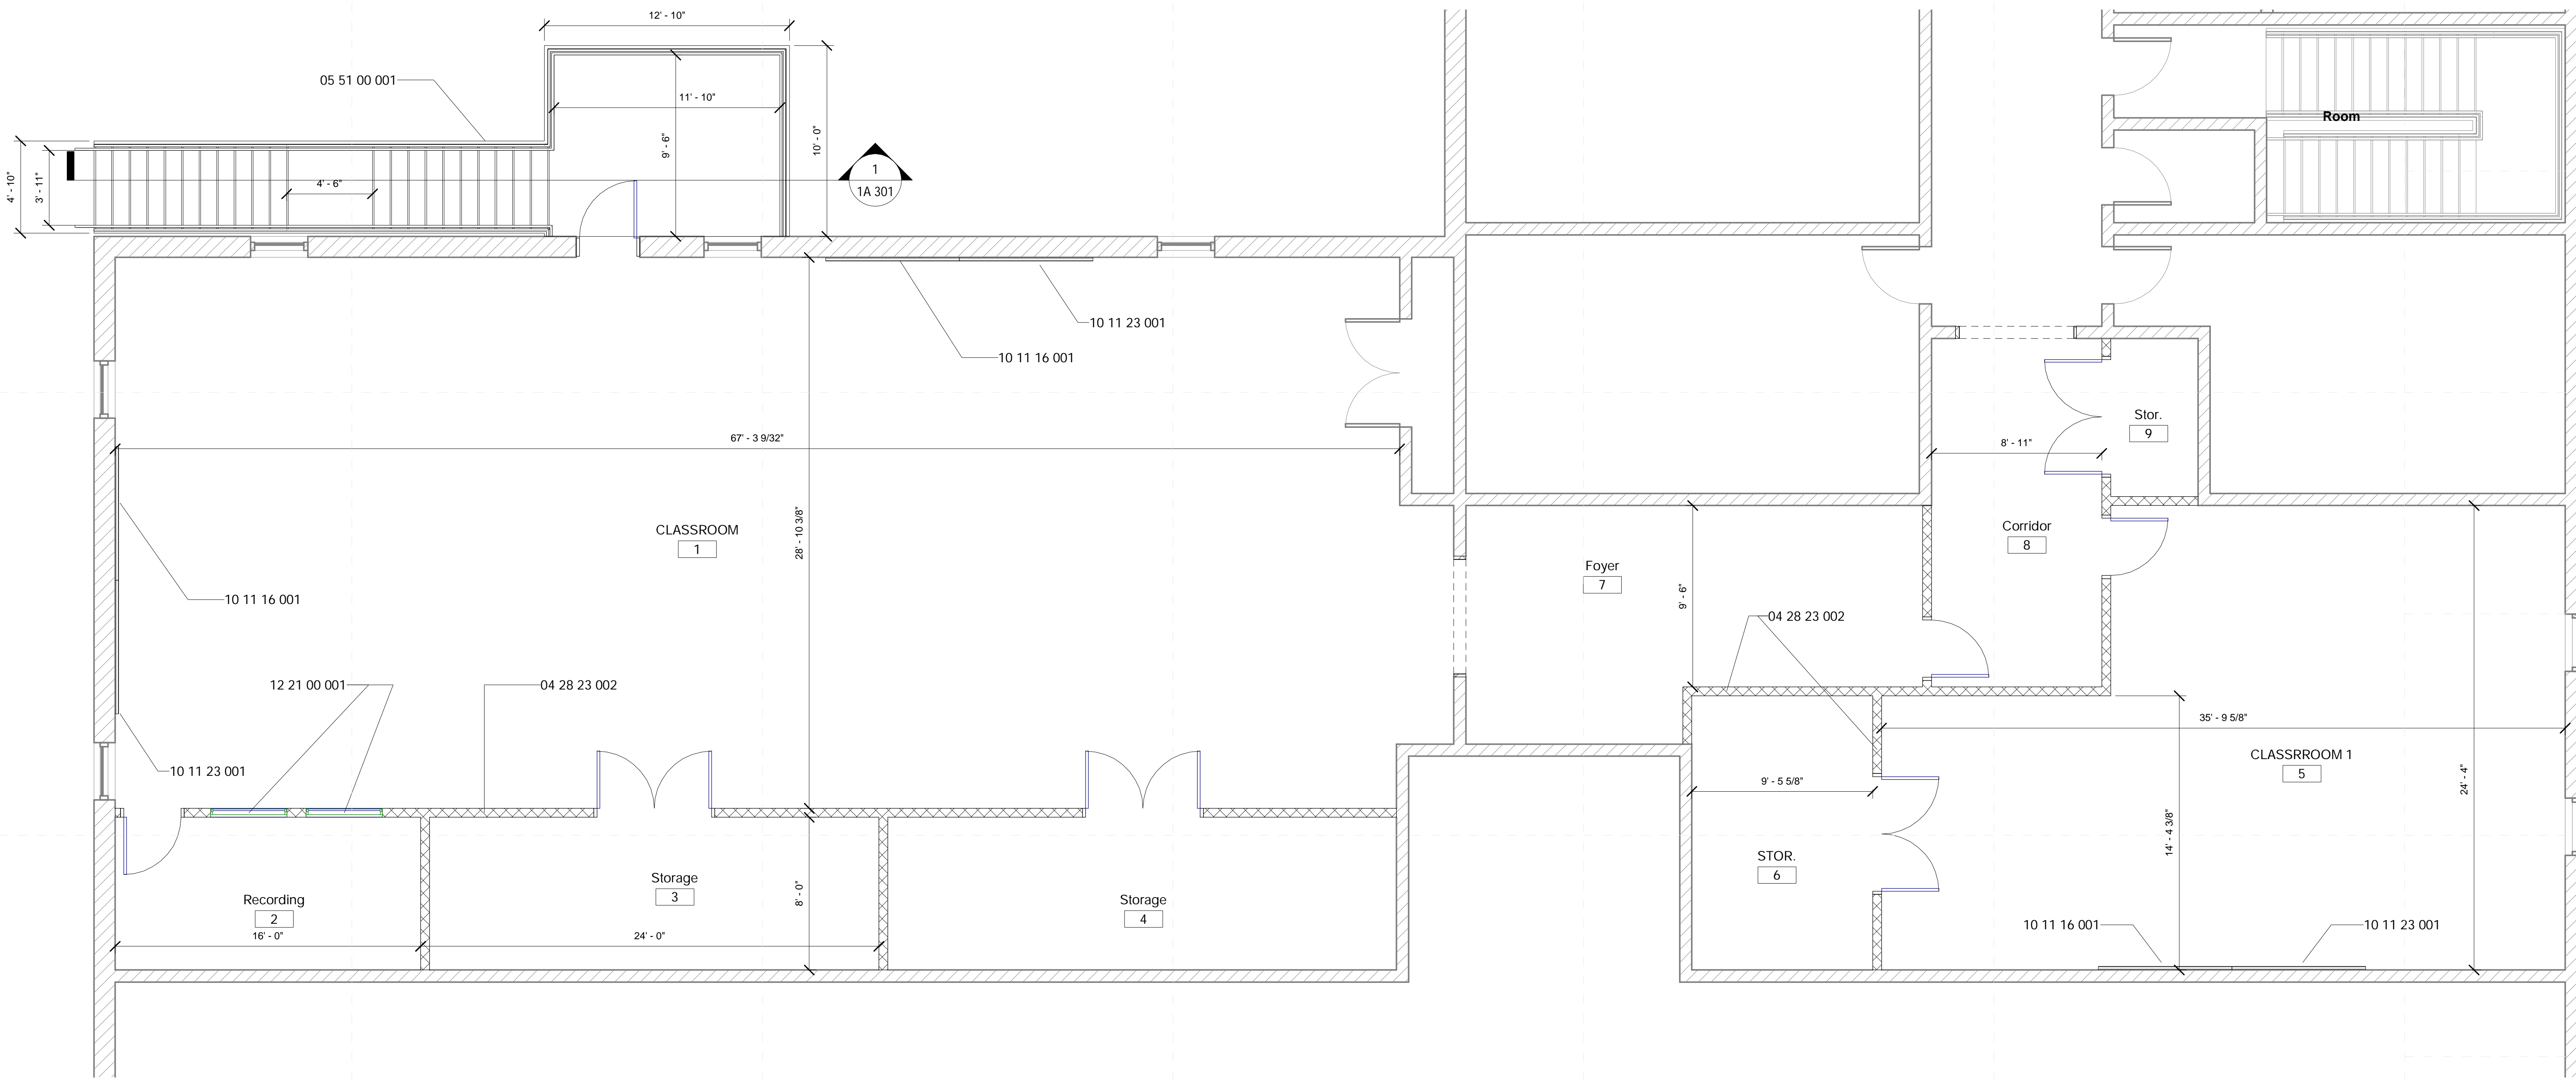 12' - 10"
05 51 00 001
11' - 10"
9' - 6"
10' - 0"
4' - 10"
3' - 11"
4' - 6"
1
1A 301
Room
10 11 23 001
10 11 16 001
67' - 3 9/32"
28' - 10 3/8"
CLASSROOM
1
10 11 16 001
12 21 00 001
04 28 23 002
10 11 23 001
Recording
2
16' - 0"
Storage
3
24' - 0"
8' - 0"
Storage
4
Foyer
7
9' - 6"
04 28 23 002
8' - 11"
Stor.
9
Corridor
8
35' - 9 5/8"
CLASSRROOM 1
5
24' - 4"
14' - 4 3/8"
9' - 5 5/8"
STOR.
6
10 11 16 001
10 11 23 001